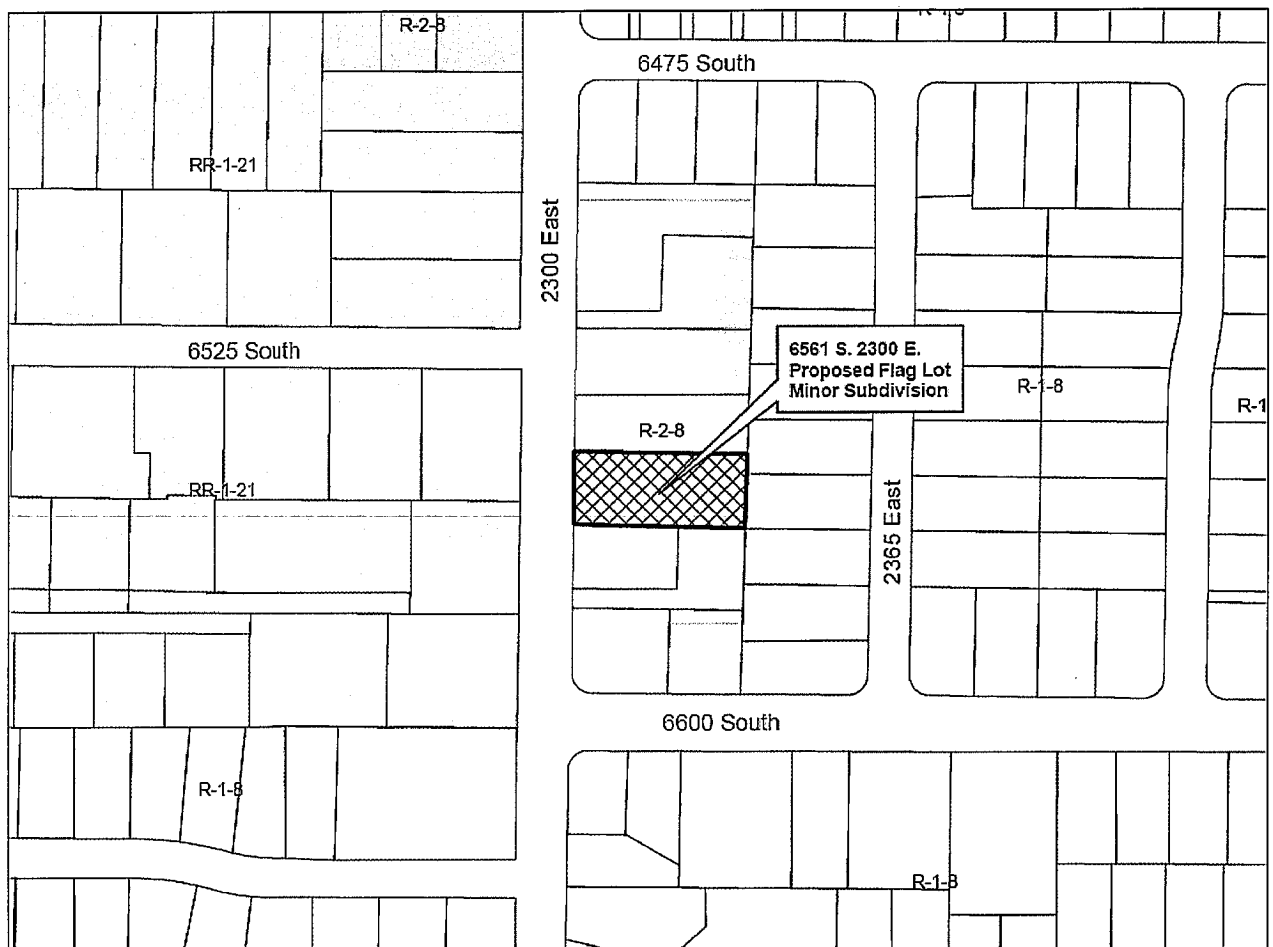 R-2-8
6475 South
RR-1-21
2300 East
6525 South
6561 S. 2300 E.
Proposed Flag Lot
Minor Subdivision
R-1-8
R-1
R-2-8
RR-1-21
2365 East
6600 South
R-1-8
R-1-8